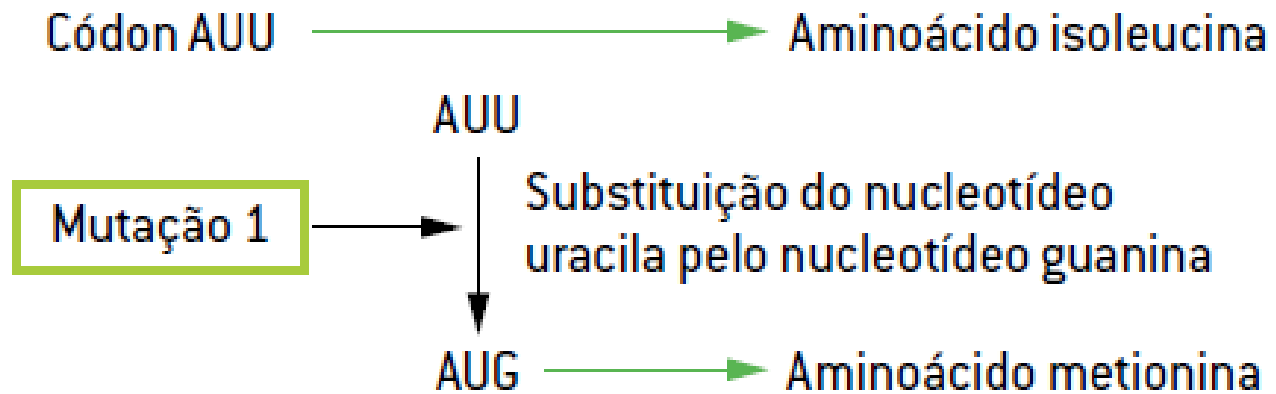 Códon AUU
Aminoácido isoleucina
AUU
Mutação 1
Substituição do nucleotídeo
uracila pelo nucleotídeo guanina
AUG
Aminoácido metionina